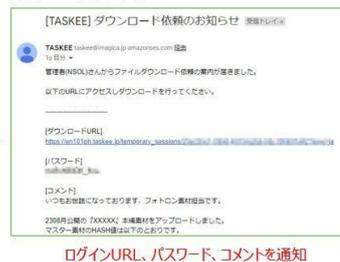 [TASKEE] ダウンロード依頼のお知らせ 受信トレイ×
TASKEE taskee@imagica.jp.amazonses.com 担当
To 自分
管理者(NSOL)さんからファイルダウンロード依頼の案内が届きました。
以下のURLにアクセスしダウンロードを行ってください。
--------------------
[ダウンロードURL]
https://en101ph.taskee.jp/temporary_sessions/
[パスワード]
[コメント]
いつもお世話になっております、フォトロン素材担当です。
2308月公開の『XXXXX』本編素材をアップロードしました。
マスター素材のHASH値は以下のとおりです。
ログインURL、パスワード、コメントを通知